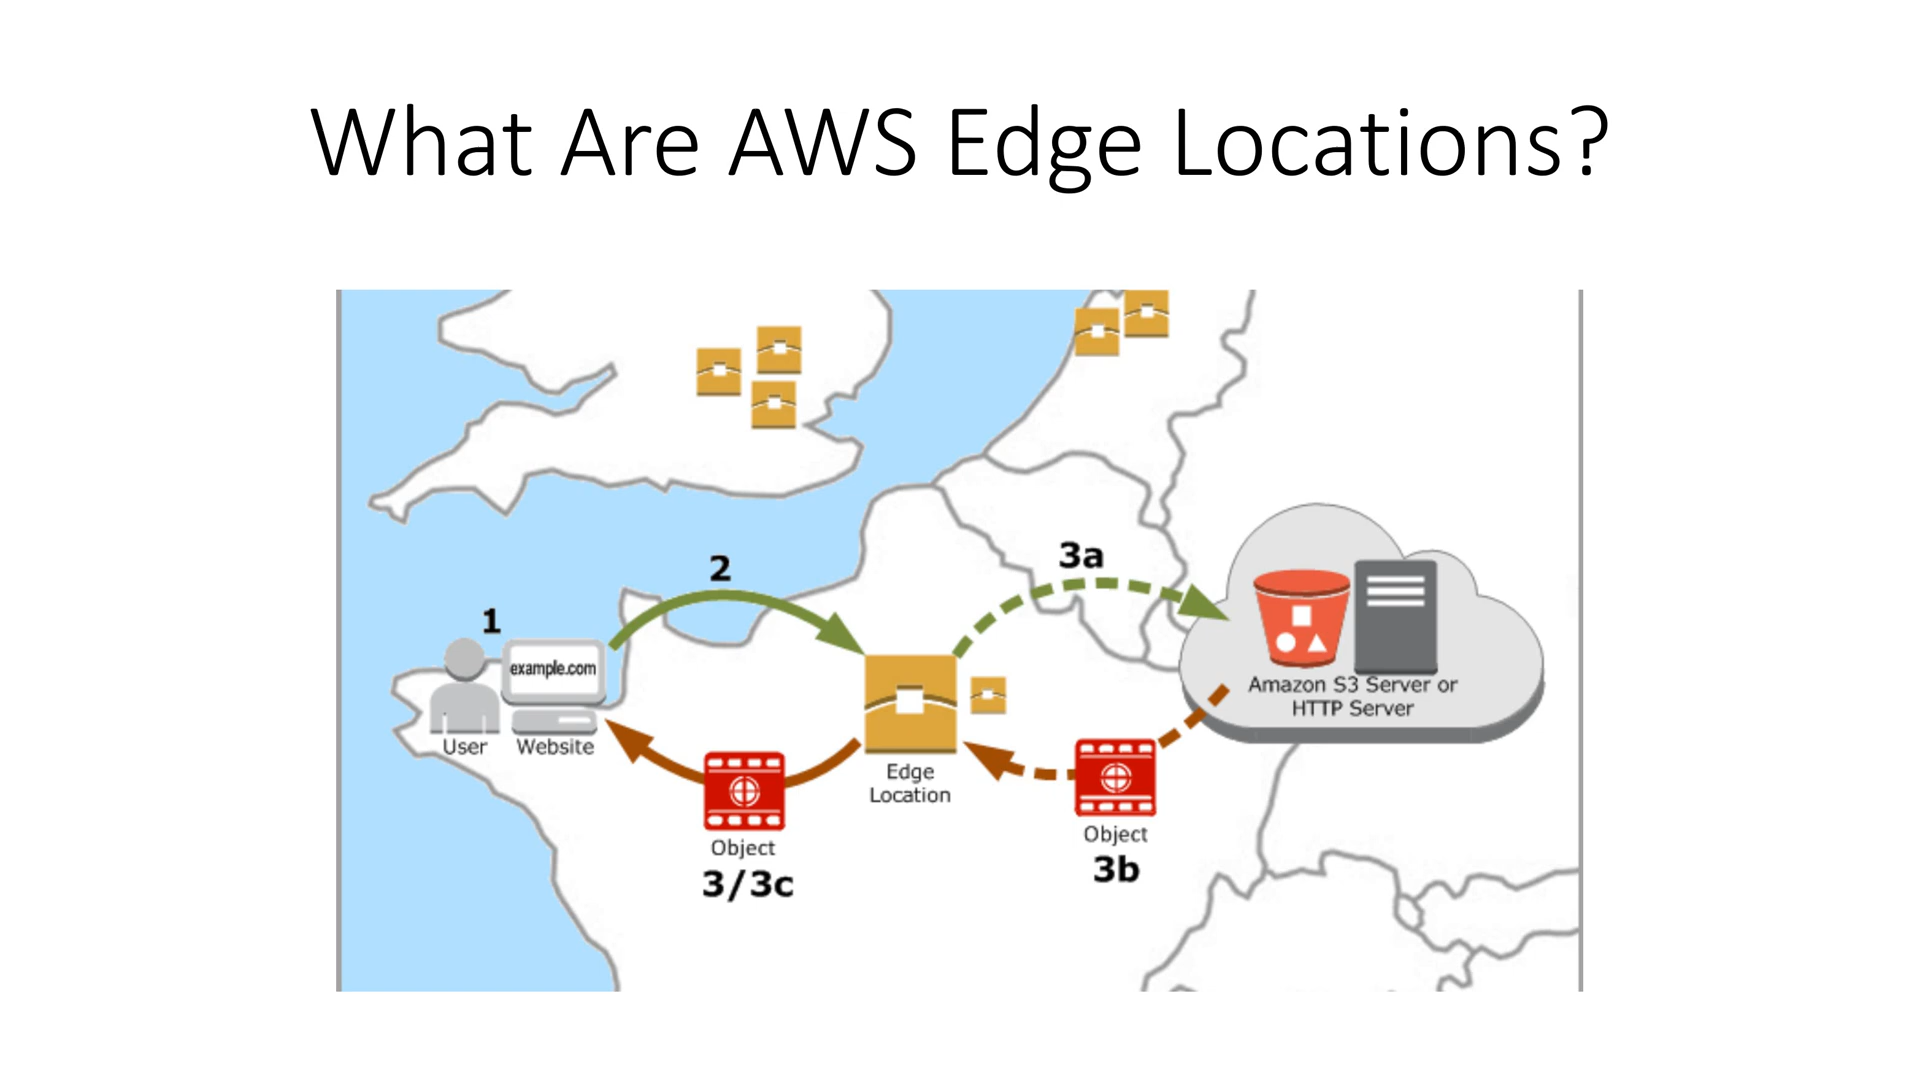 What Are AWS Edge Locations?
1
2
3a
example.com
User
Website
Edge
Location
Amazon S3 Server or
HTTP Server
Object
3/3c
Object
3b